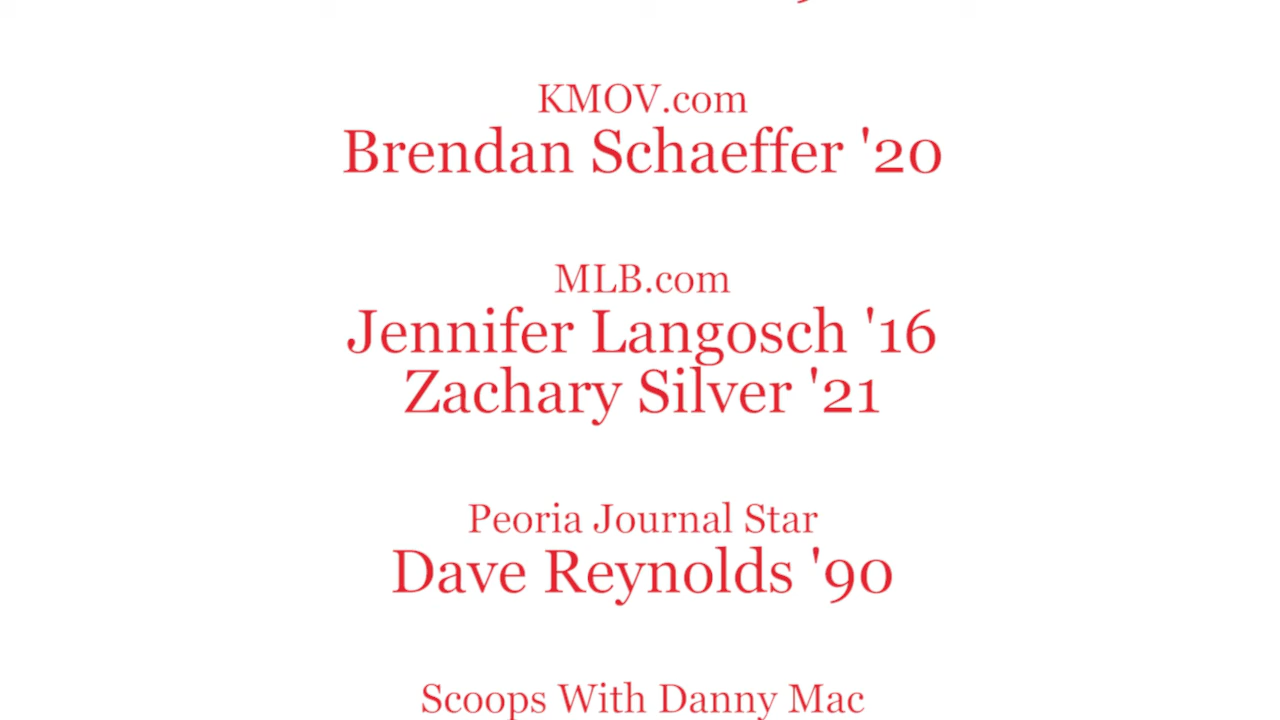 KMOV.com
Brendan Schaeffer '20
MLB.com
Jennifer Langosch '16
Zachary Silver '21
Peoria Journal Star
Dave Reynolds '90
Scoops With Danny Mac